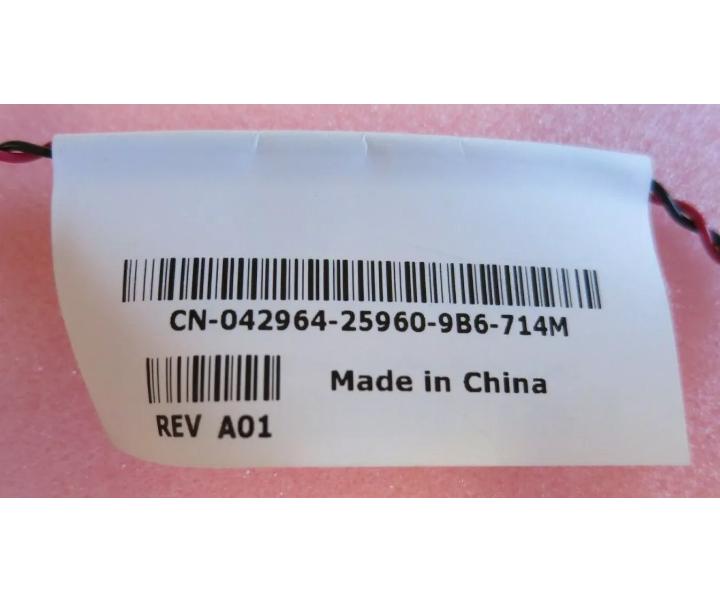 CN-042964-25960-9B6-714M
Made in China
REV A01